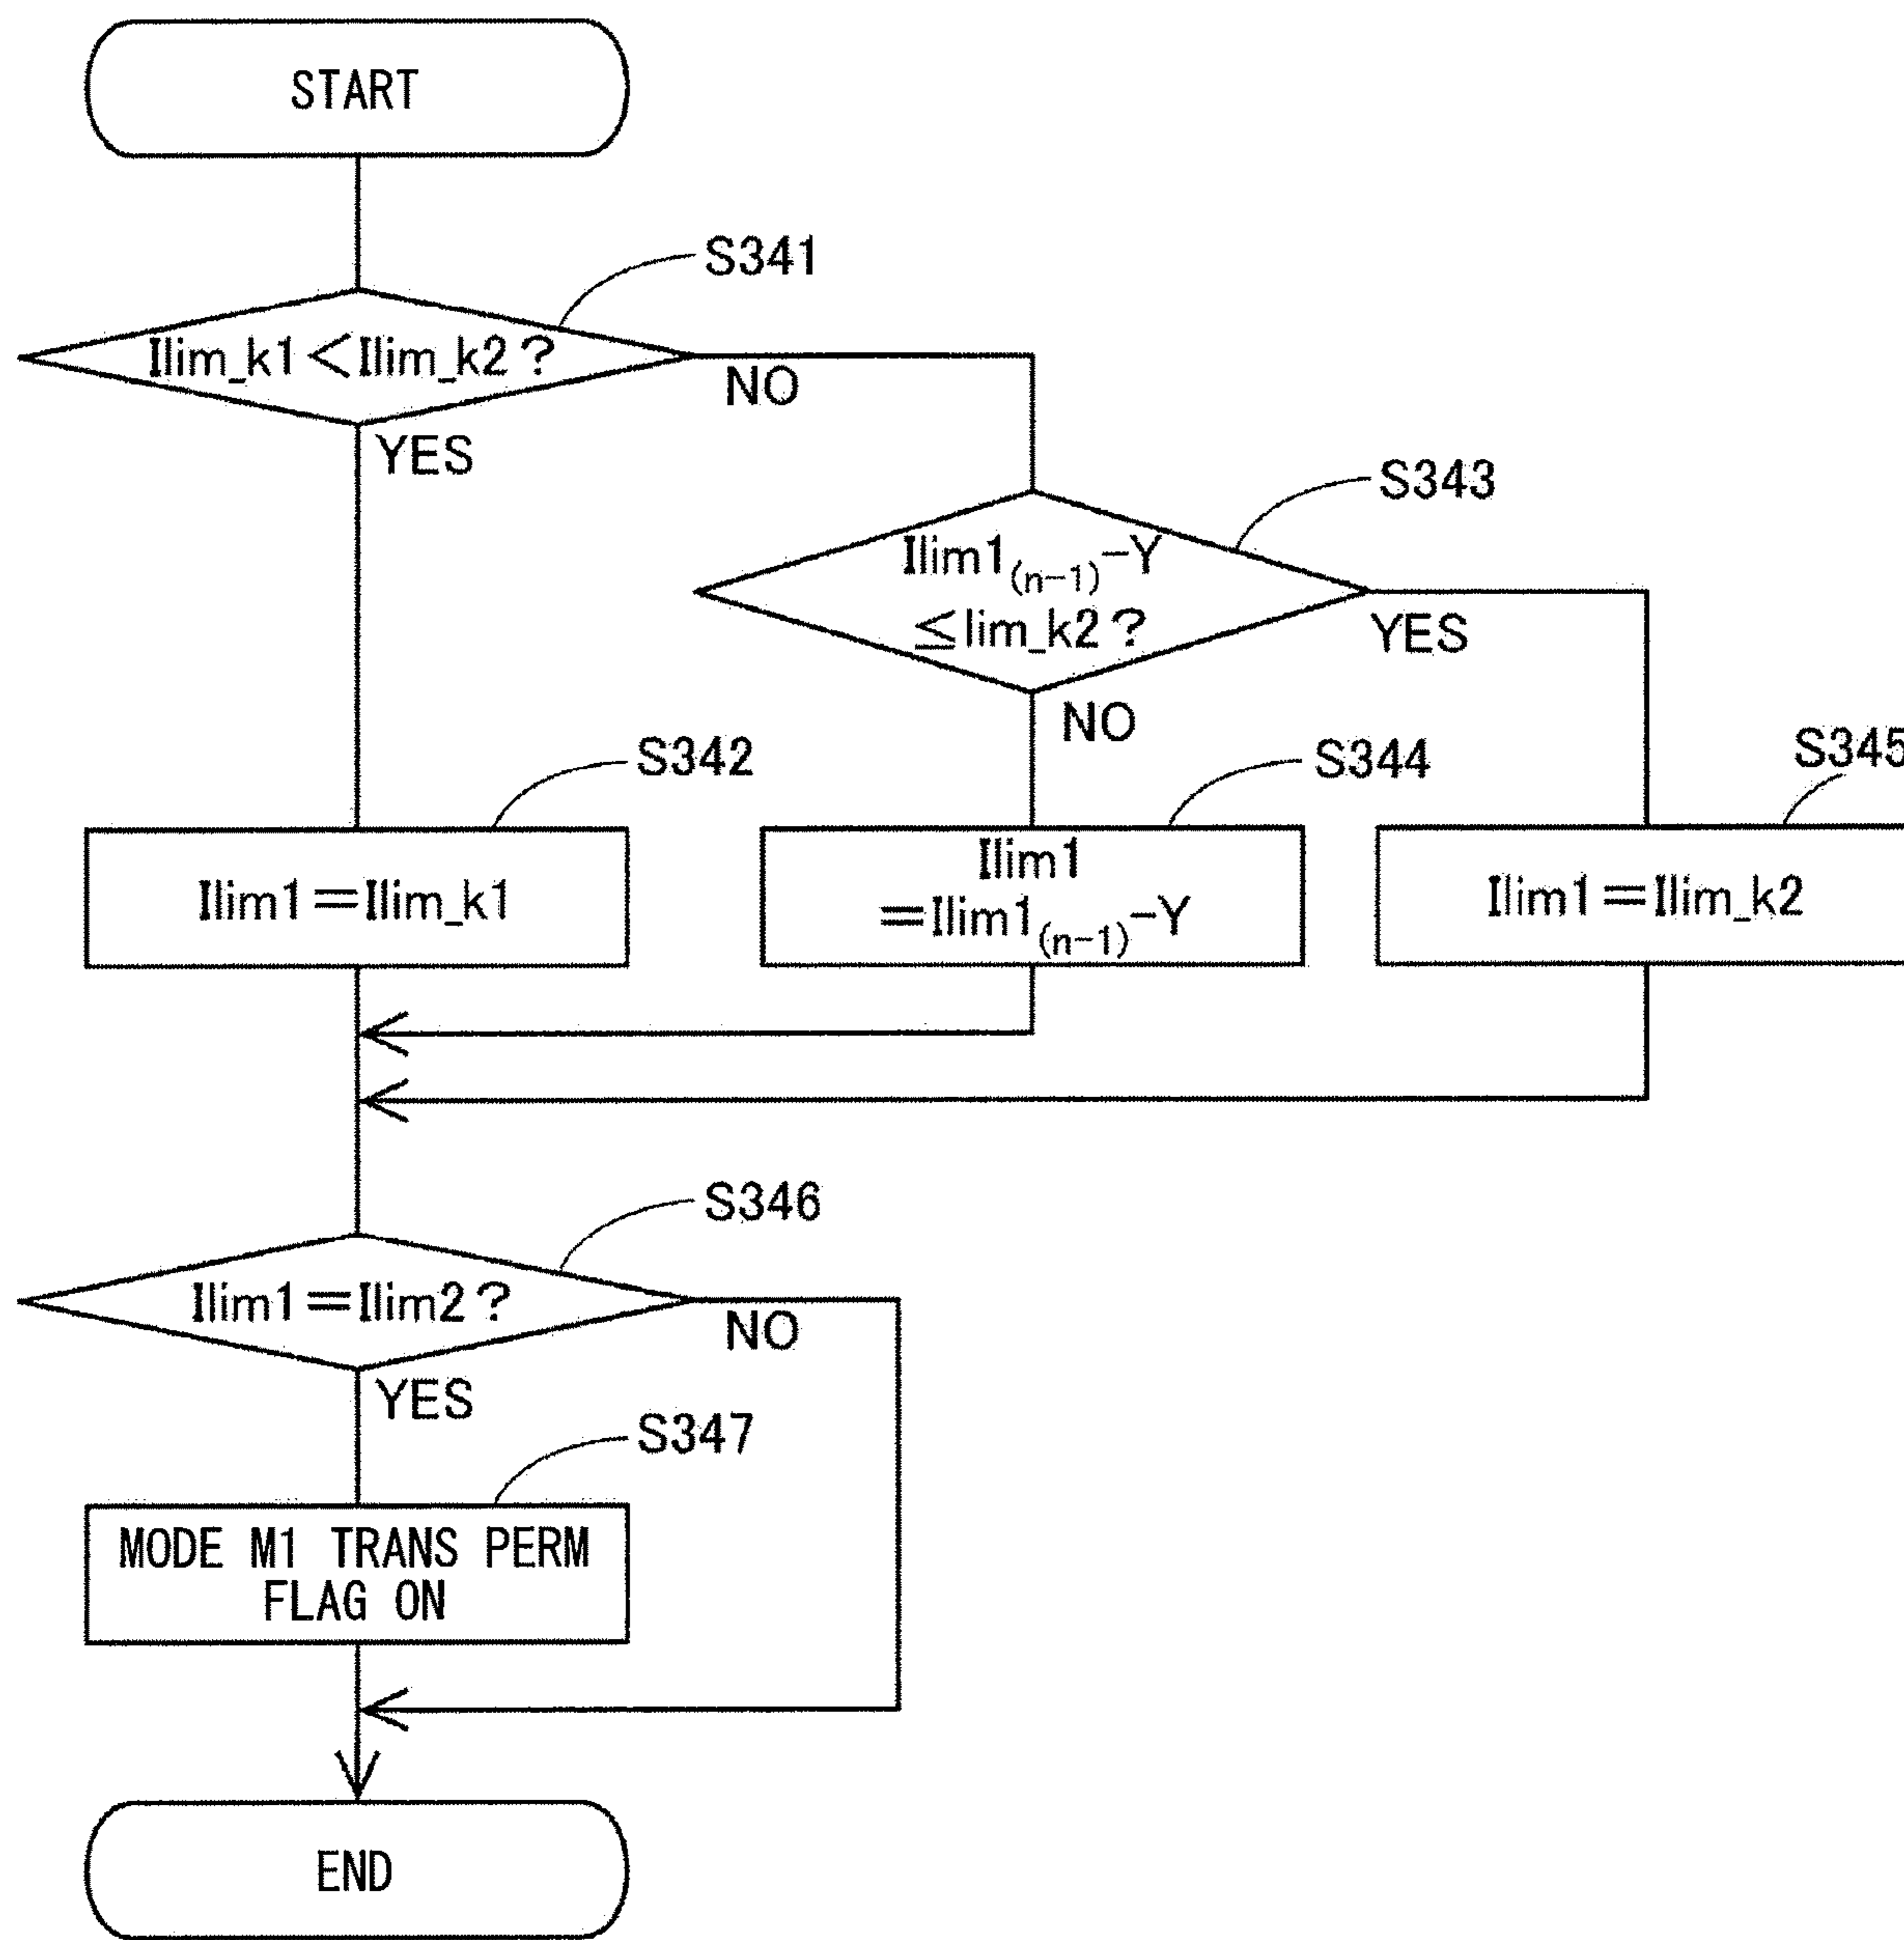 START
S341
Ilim_k1<Ilim_k2?
NO
YES
S343
Ilim1(n-1)-Y
≦lim_k2?
YES
NO
S342
S344
S345
Ilim1=Ilim_k1
Ilim1
=Ilim1(n-1)-Y
Ilim1=Ilim_k2
S346
Ilim1=Ilim2?
NO
YES
S347
MODE M1 TRANS PERM
FLAG ON
END